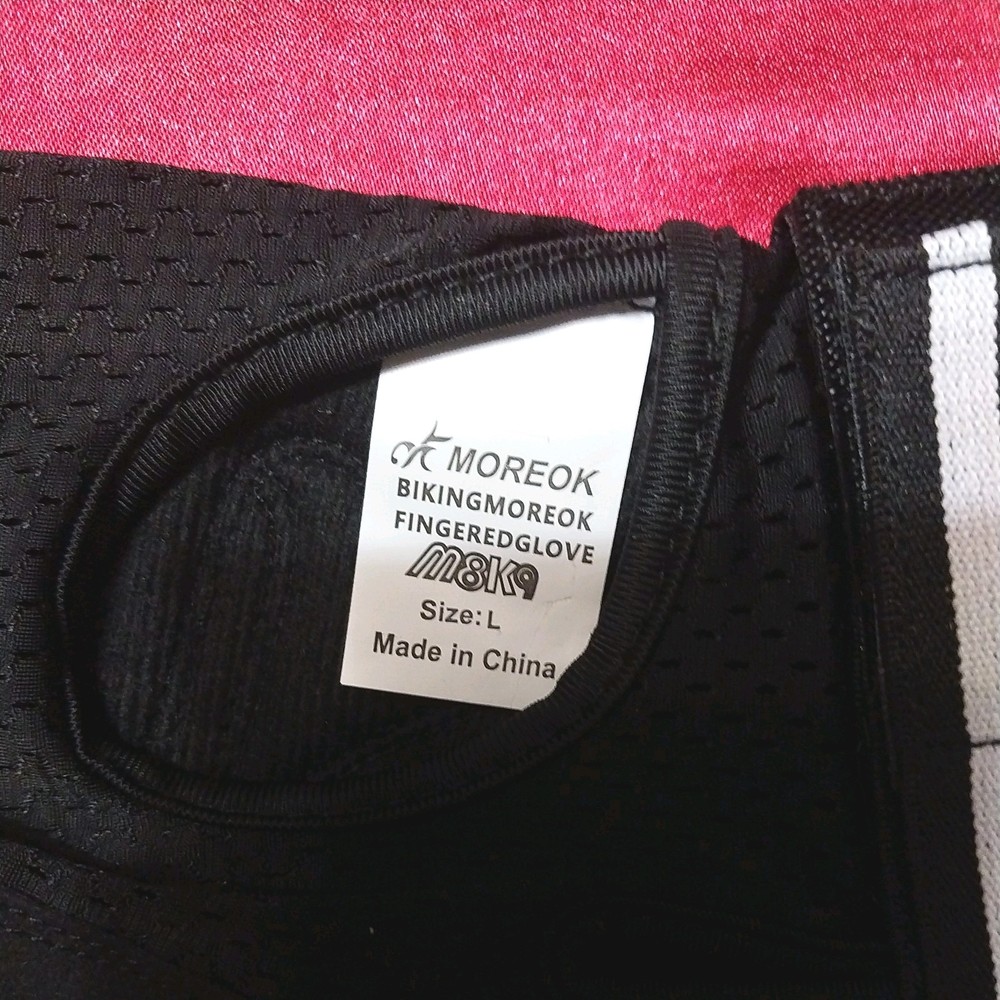 MOREOK
BIKINGMOREOK
FINGEREDGLOVE
M8K9
Size: L
Made in China